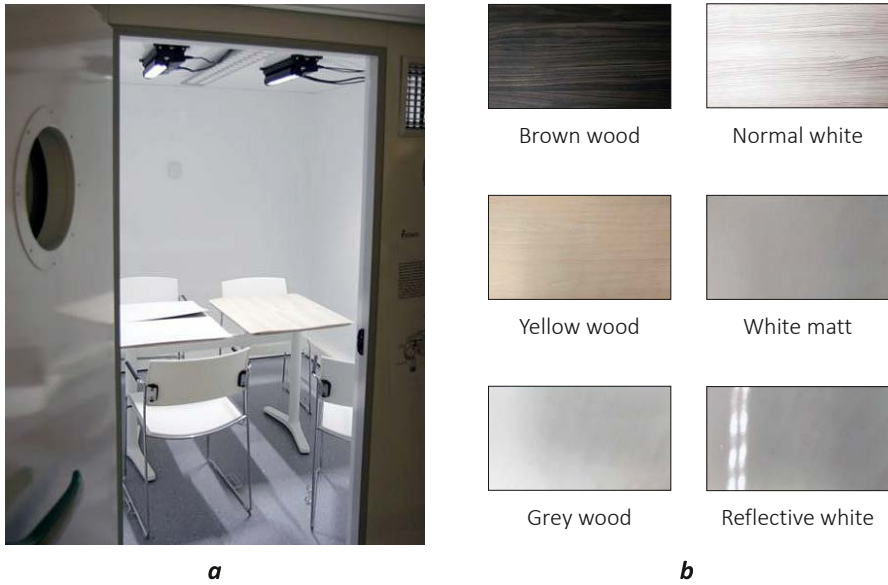 Brown wood
Normal white
Yellow wood
White matt
Grey wood
Reflective white
a
b